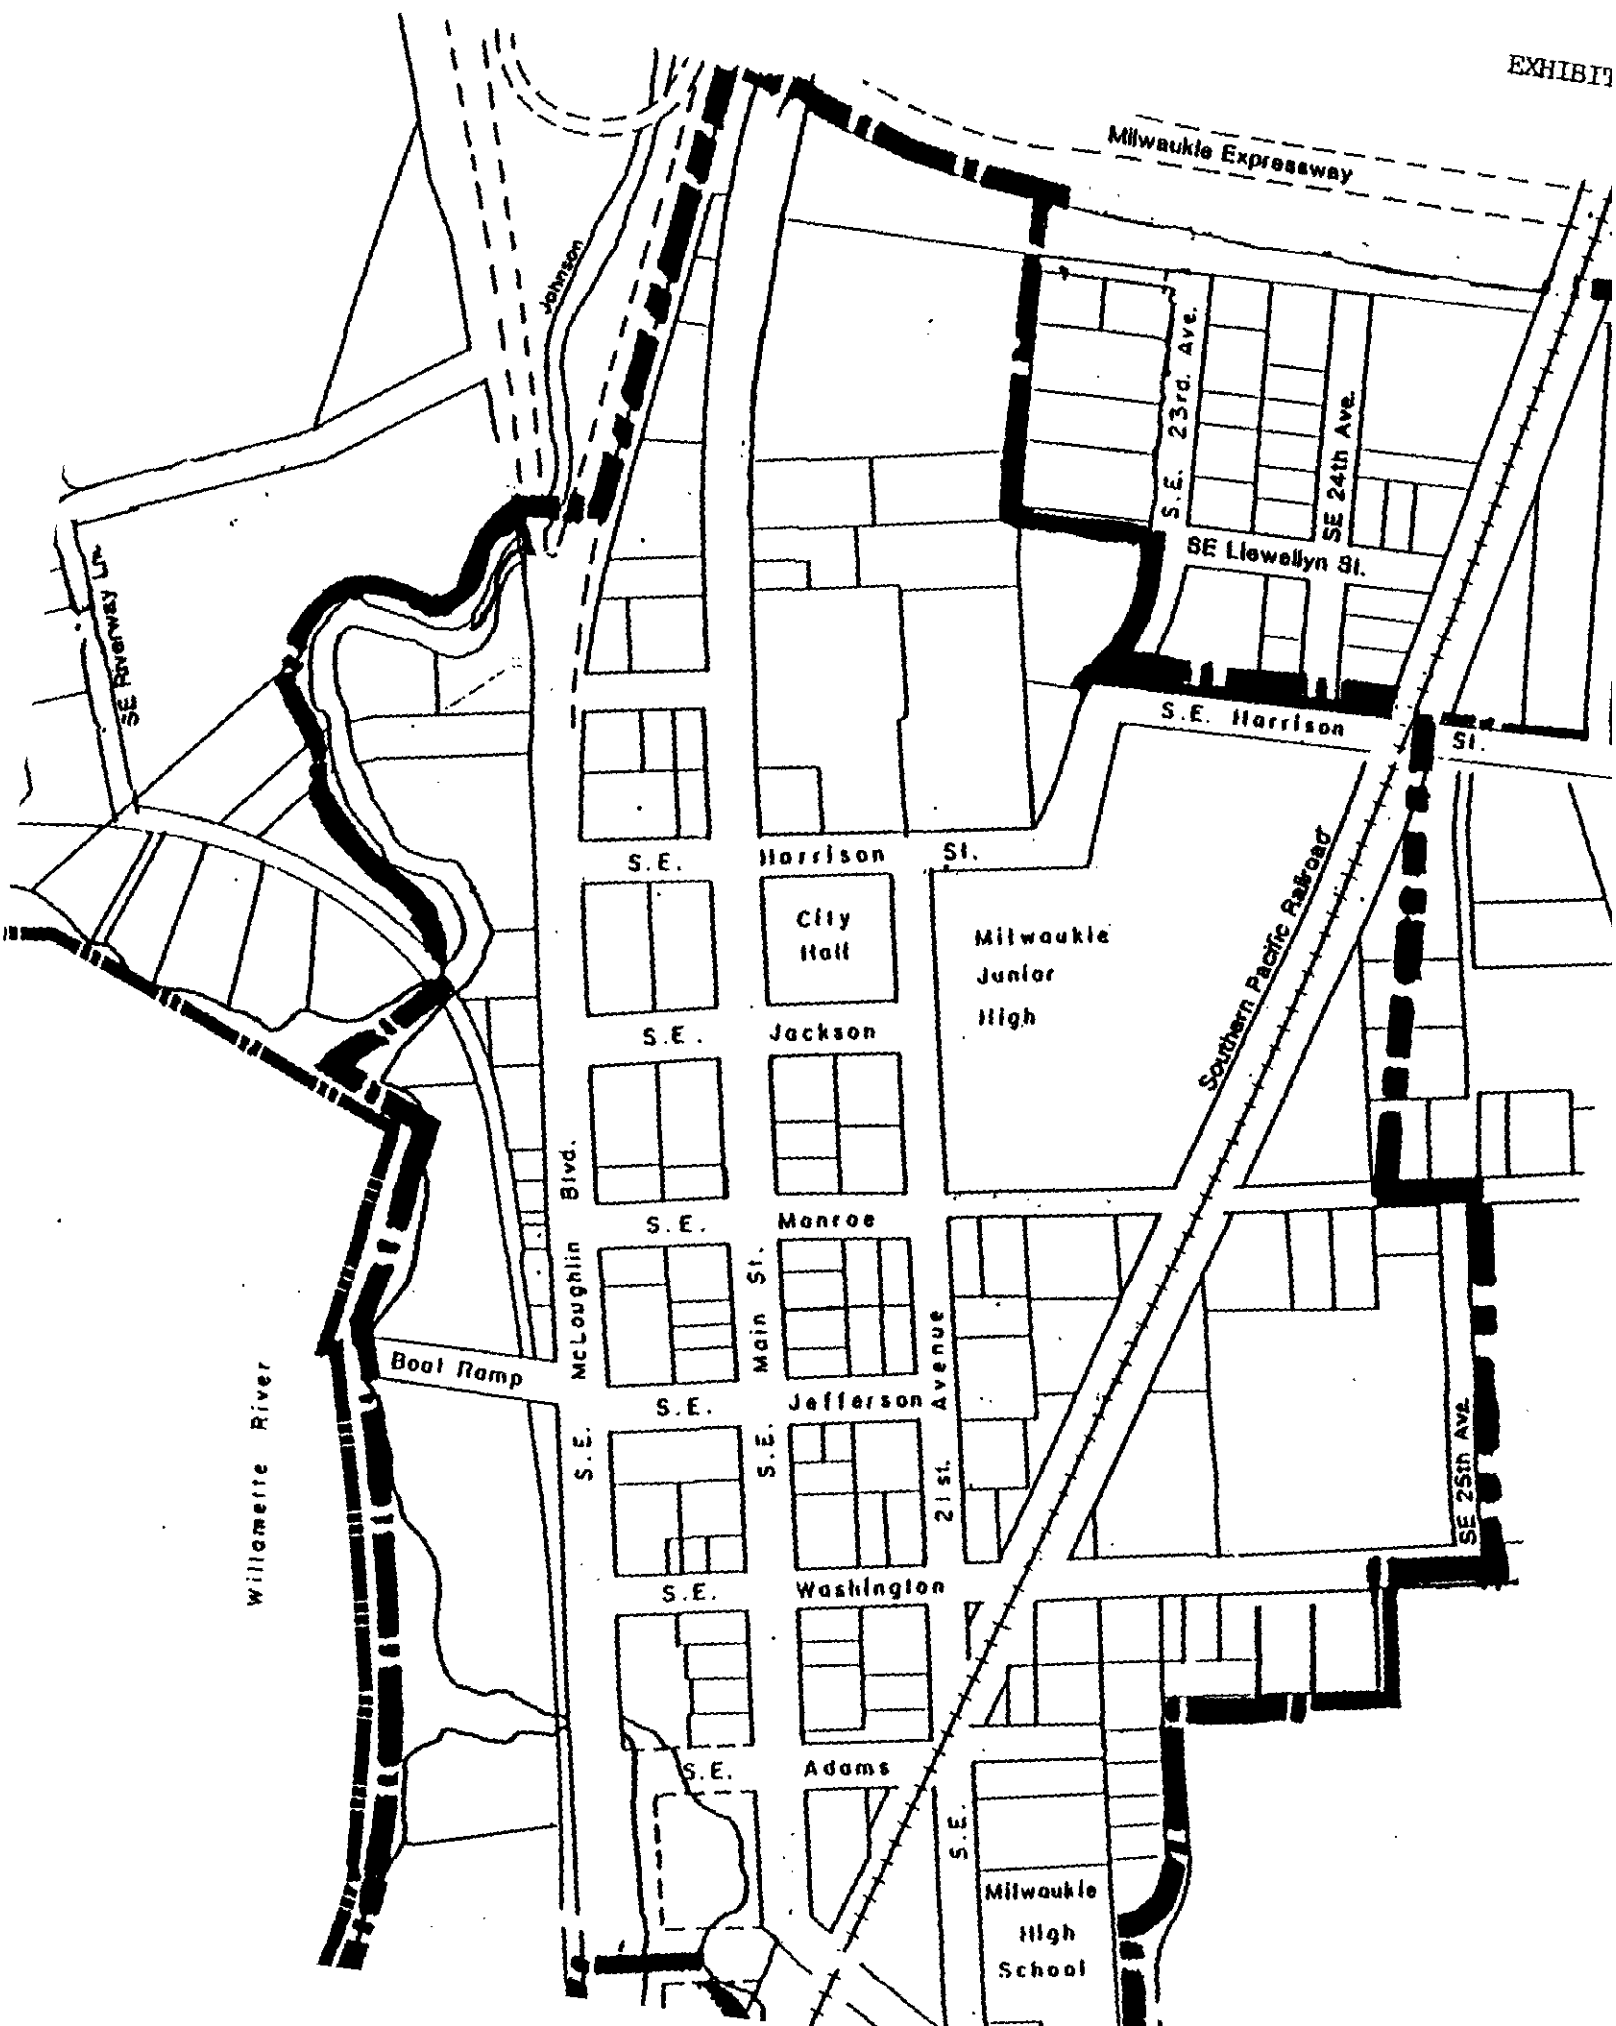 EXHIBIT
Milwaukie Expressway
Johnson
S.E. 23rd. Ave.
SE 24th Ave.
SE Llewellyn St.
SE Riverway Ln.
S.E. Harrison St.
S.E. Harrison St.
City
Hall
Milwaukie
Junior
High
Southern Pacific Railroad
S.E. Jackson
S.E. McLoughlin Blvd.
S.E. Monroe
S.E. Main St.
Boat Ramp
S.E. Jefferson
S.E. 21st. Avenue
Willamette River
SE 25th Ave.
S.E. Washington
S.E. Adams
Milwaukie
High
School